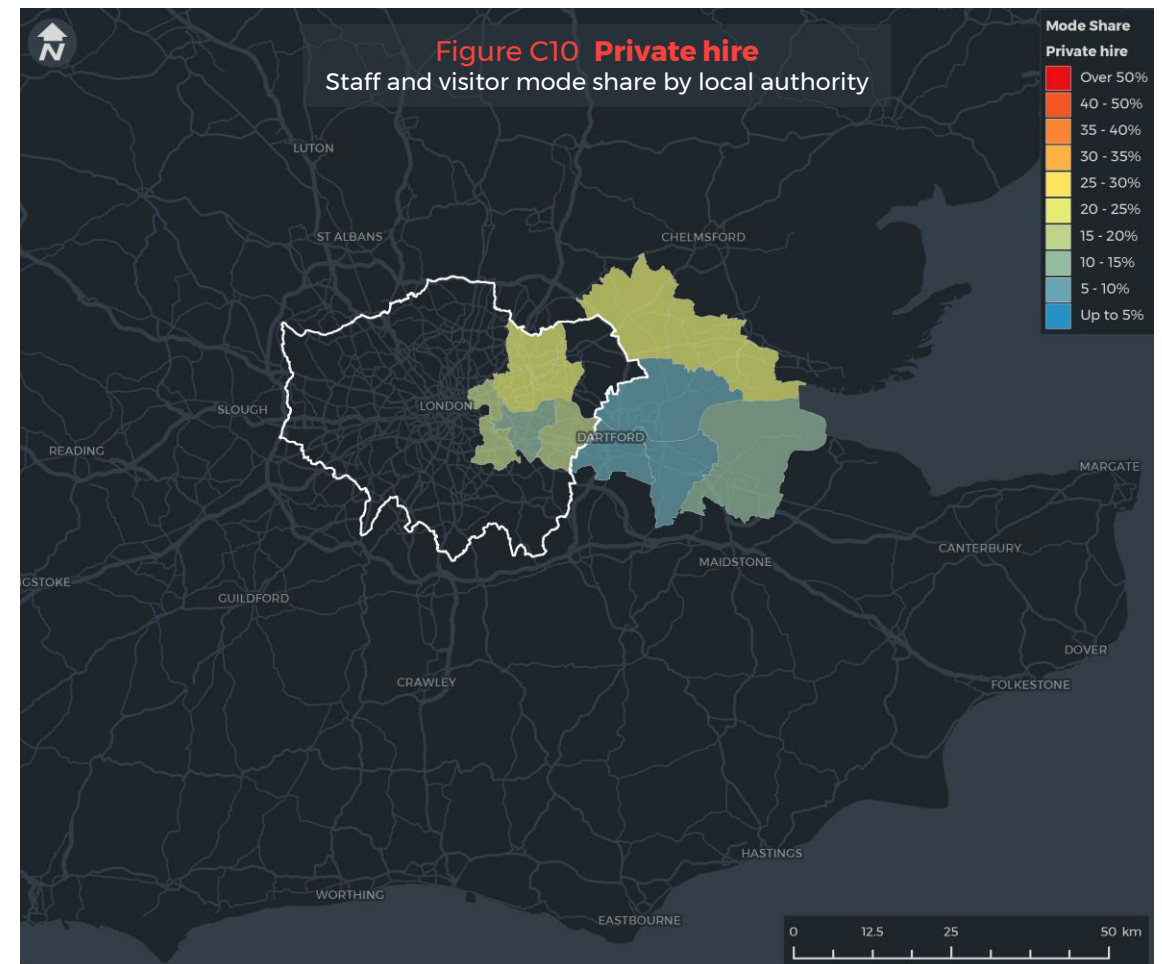 N
Figure C10 Private hire
Staff and visitor mode share by local authority
Mode Share
Private hire
Over 50%
40 - 50%
35 - 40%
30 - 35%
25 - 30%
20 - 25%
15 - 20%
10 - 15%
5 - 10%
Up to 5%
LUTON
ST ALBANS
CHELMSFORD
SLOUGH
LONDON
READING
DARTFORD
MARGATE
CANTERBURY
MAIDSTONE
GSTOKE
GUILDFORD
DOVER
CRAWLEY
FOLKESTONE
HASTINGS
WORTHING
EASTBOURNE
0 12.5 25 50 km